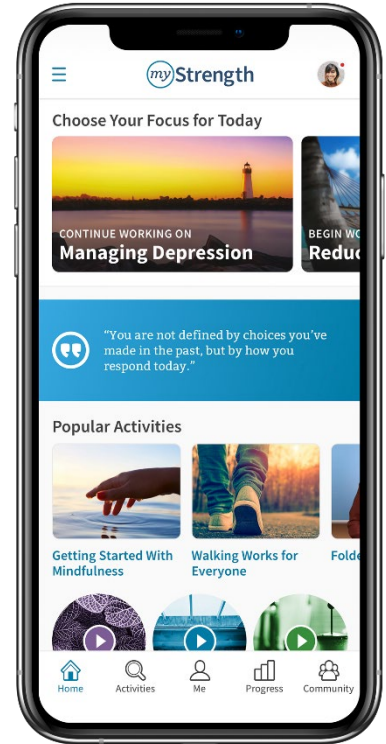 myStrength
Choose Your Focus for Today
CONTINUE WORKING ON
Managing Depression
BEGIN WO
Reduc
“You are not defined by choices you’ve
made in the past, but by how you
respond today.”
Popular Activities
Getting Started With
Mindfulness
Walking Works for
Everyone
Folde
Home
Activities
Me
Progress
Community